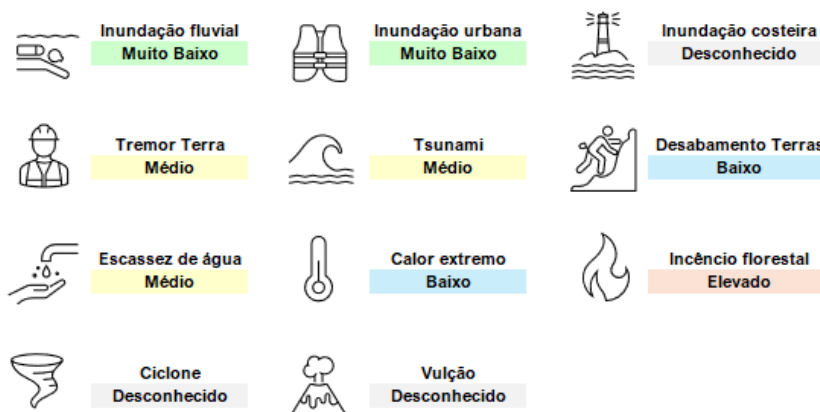 Inundação fluvial
Muito Baixo
Inundação urbana
Muito Baixo
Inundação costeira
Desconhecido
Tremor Terra
Médio
Tsunami
Médio
Desabamento Terras
Baixo
Escassez de água
Médio
Calor extremo
Baixo
Incêncio florestal
Elevado
Ciclone
Desconhecido
Vulção
Desconhecido